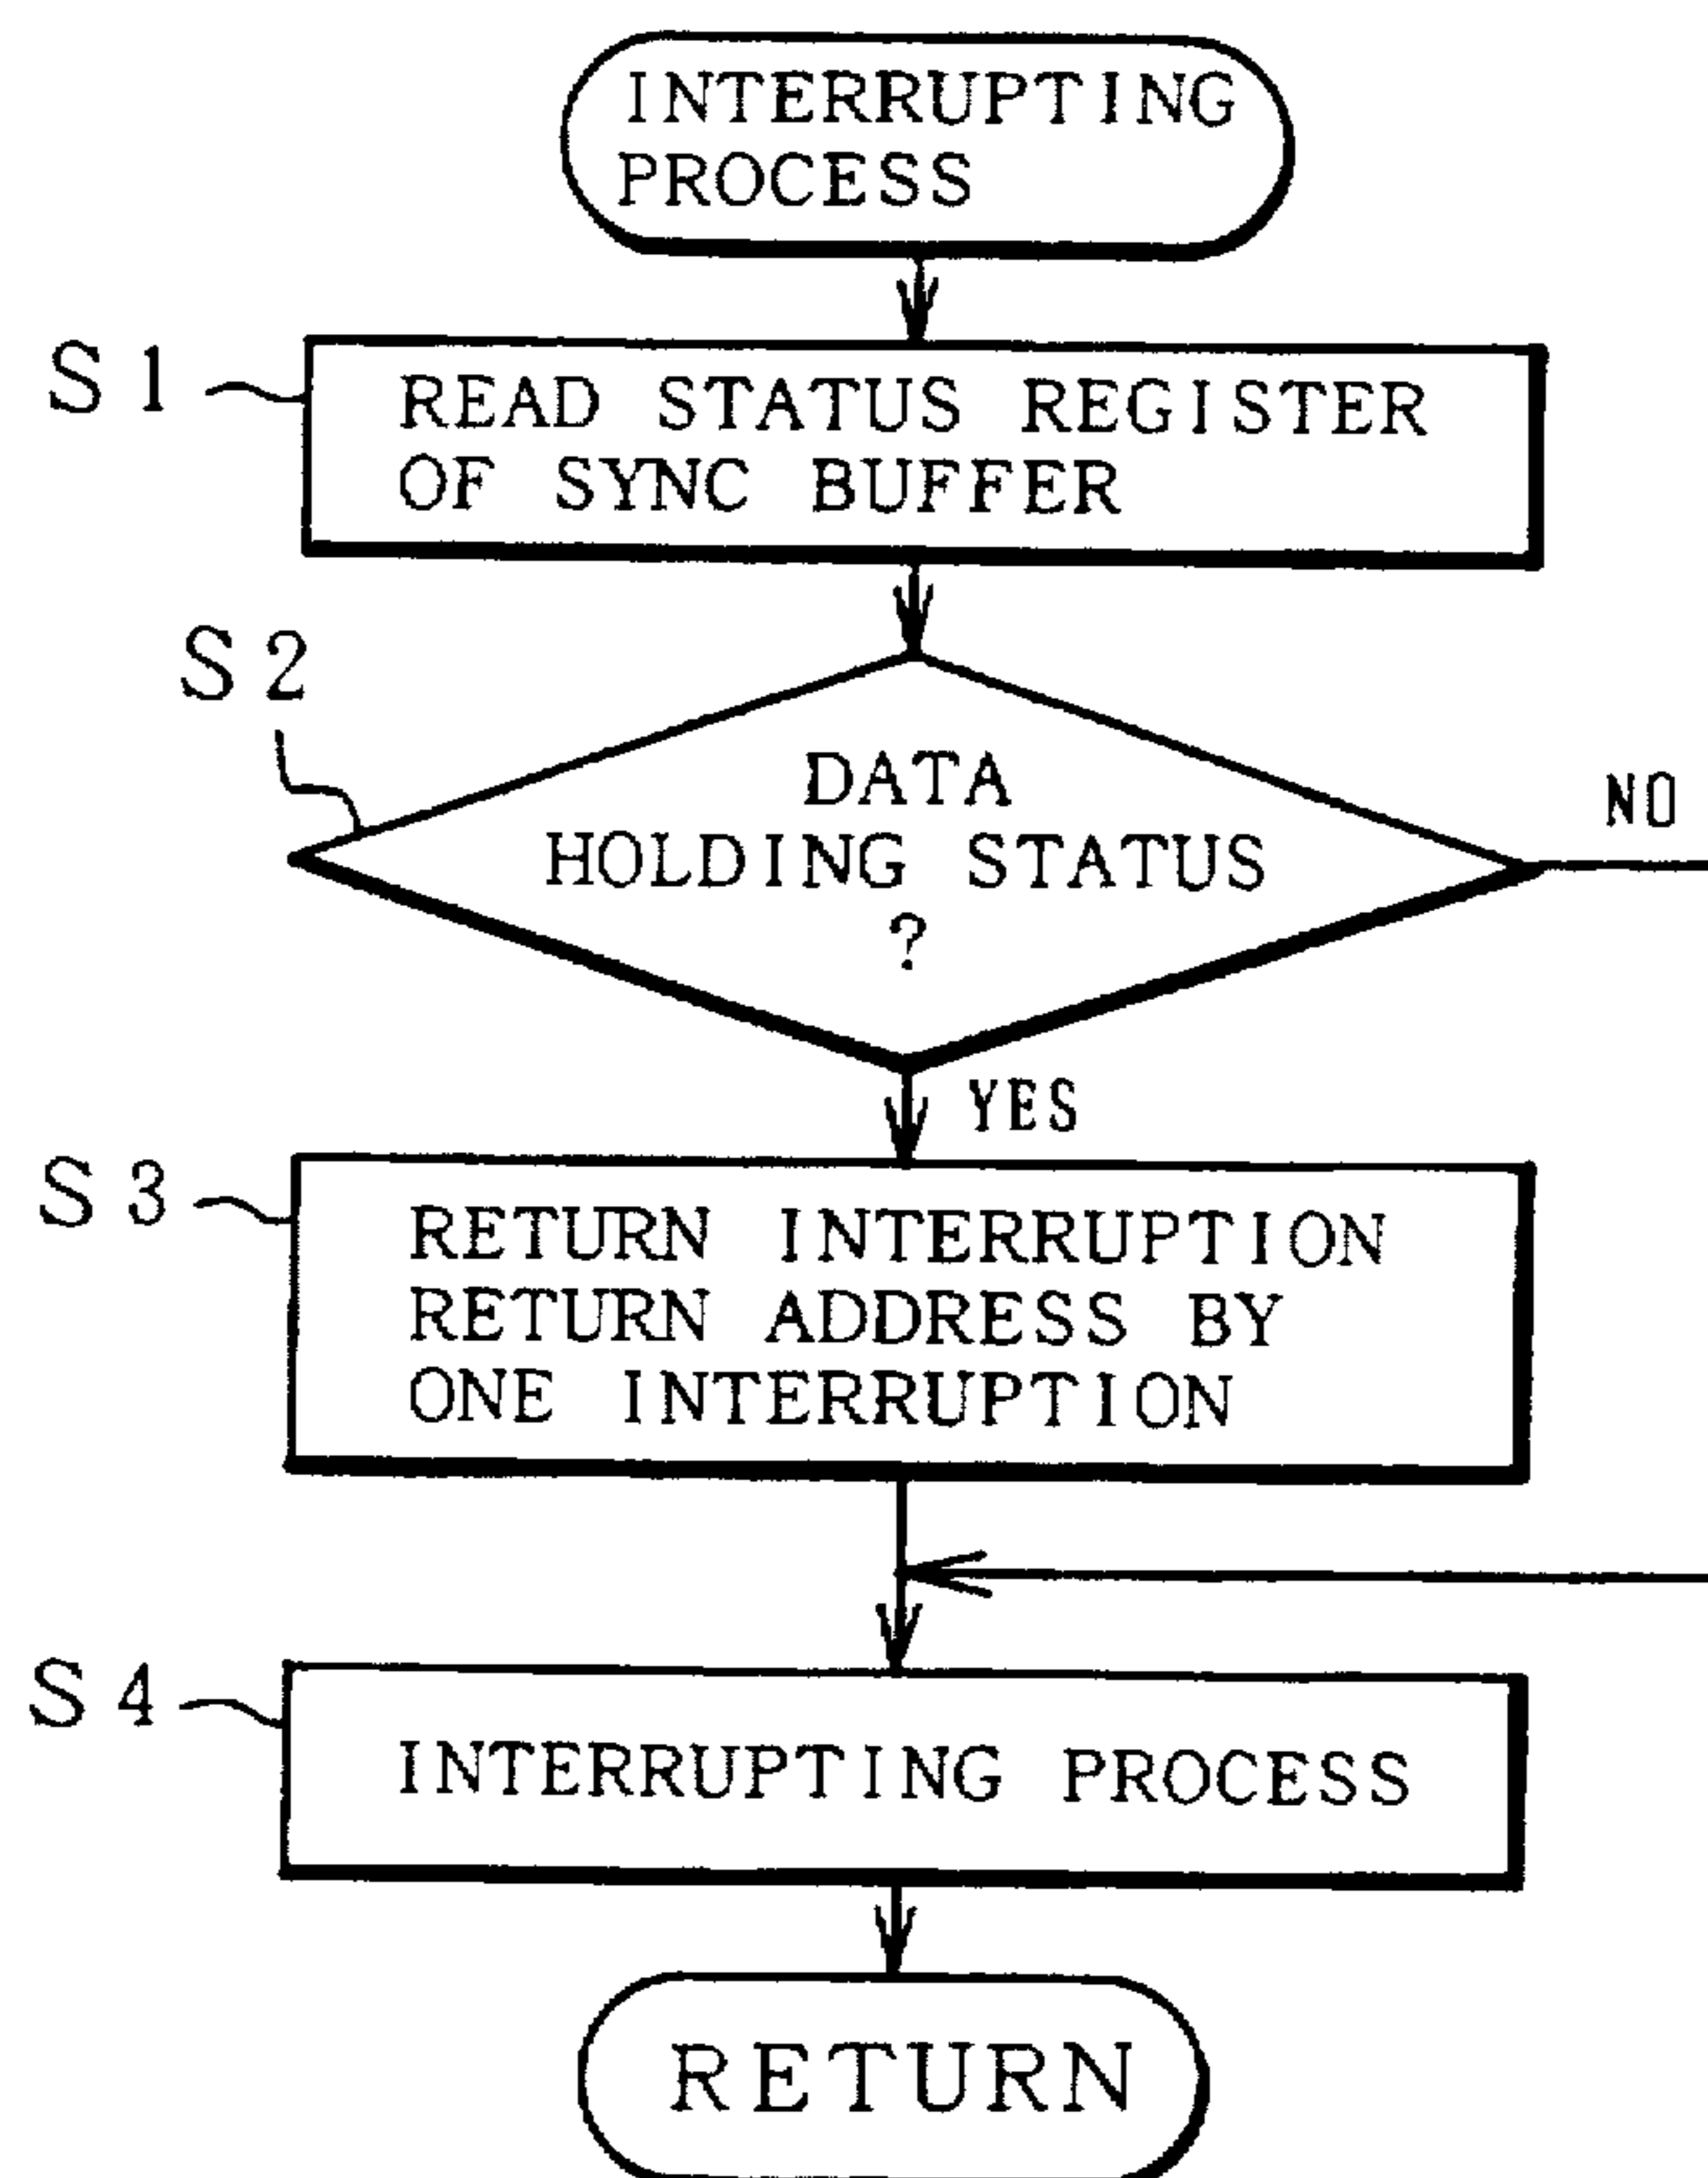 INTERRUPTING
PROCESS
S1
READ STATUS REGISTER
OF SYNC BUFFER
S2
DATA
HOLDING STATUS
?
NO
YES
S3
RETURN INTERRUPTION
RETURN ADDRESS BY
ONE INTERRUPTION
S4
INTERRUPTING PROCESS
RETURN